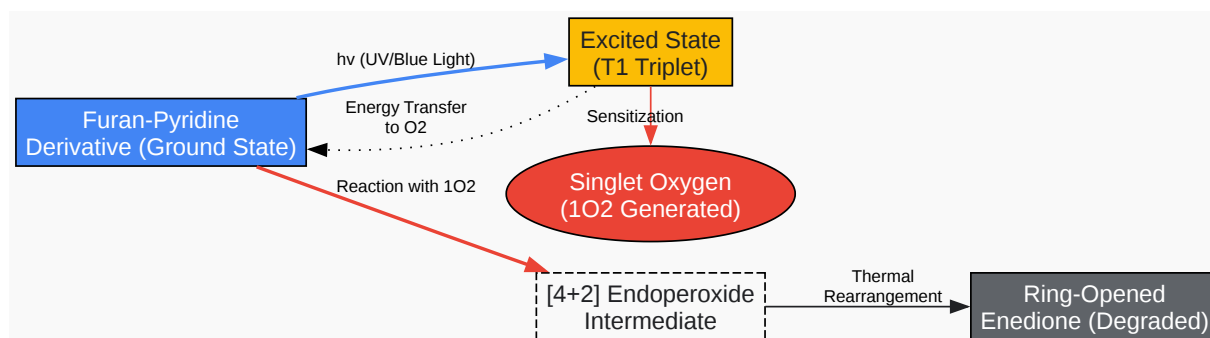 Excited State
(T1 Triplet)
hv (UV/Blue Light)
Furan-Pyridine
Derivative (Ground State)
Energy Transfer
to O2
Sensitization
Singlet Oxygen
(1O2 Generated)
Reaction with 1O2
[4+2] Endoperoxide
Intermediate
Thermal
Rearrangement
Ring-Opened
Enedione (Degraded)